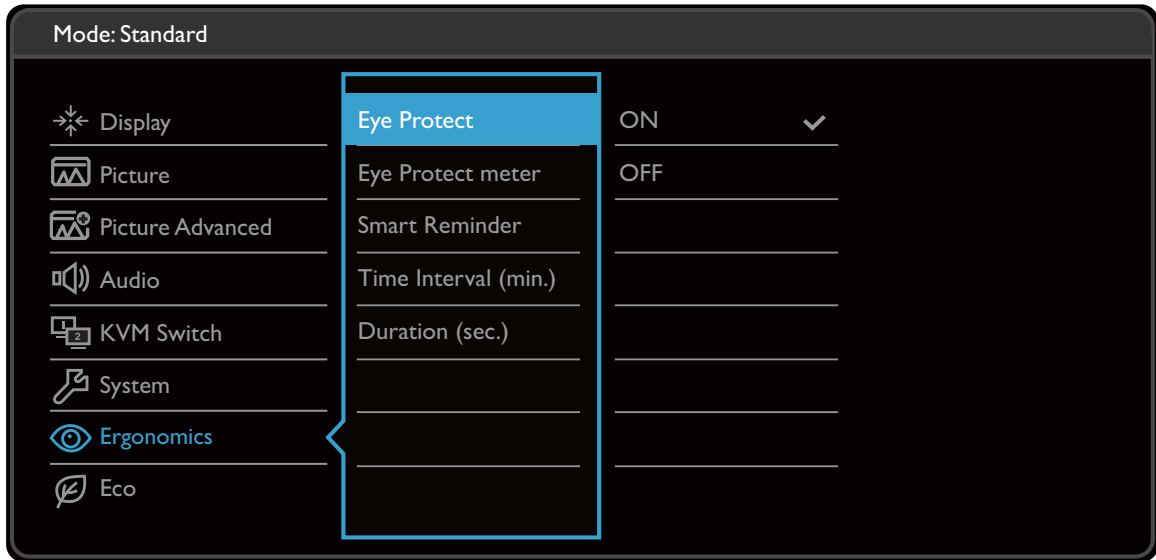 Mode: Standard
Display
Picture
Picture Advanced
Audio
2 KVM Switch
System
Ergonomics
Eco
Eye Protect
Eye Protect meter
Smart Reminder
Time Interval (min.)
Duration (sec.)
ON
OFF